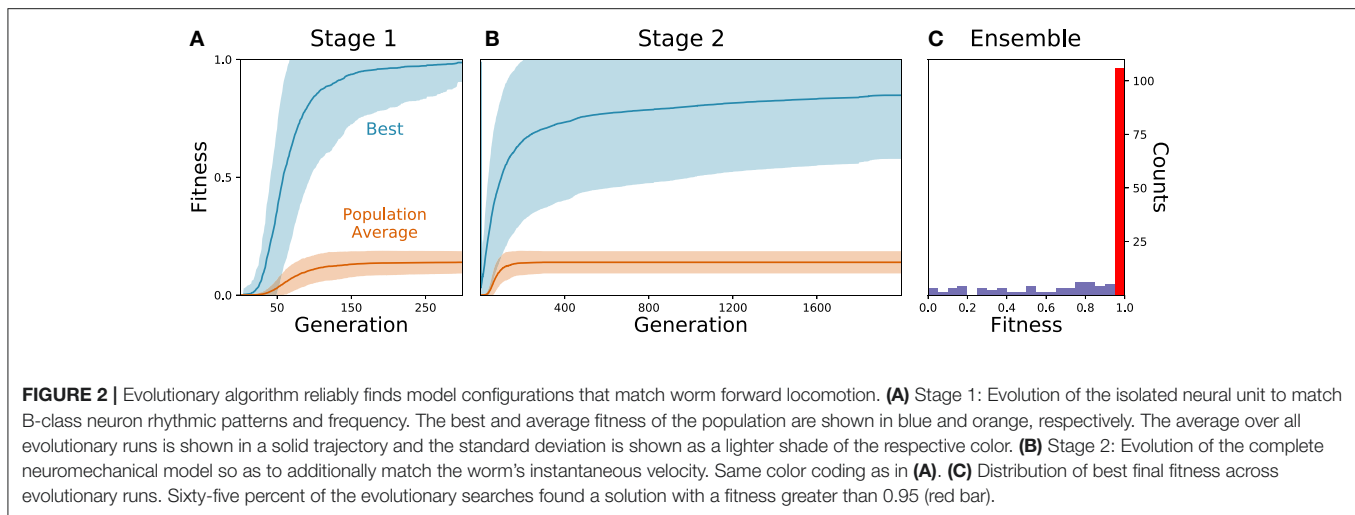 A Stage 1
B Stage 2
C Ensemble
1.0
0.5
0.0
Fitness
Best
Population
Average
50 150 250
Generation
400 800 1200 1600
Generation
100
75
50
25
Counts
0.0 0.2 0.4 0.6 0.8 1.0
Fitness
FIGURE 2 | Evolutionary algorithm reliably finds model configurations that match worm forward locomotion. (A) Stage 1: Evolution of the isolated neural unit to match
B-class neuron rhythmic patterns and frequency. The best and average fitness of the population are shown in blue and orange, respectively. The average over all
evolutionary runs is shown in a solid trajectory and the standard deviation is shown as a lighter shade of the respective color. (B) Stage 2: Evolution of the complete
neuromechanical model so as to additionally match the worm's instantaneous velocity. Same color coding as in (A). (C) Distribution of best final fitness across
evolutionary runs. Sixty-five percent of the evolutionary searches found a solution with a fitness greater than 0.95 (red bar).